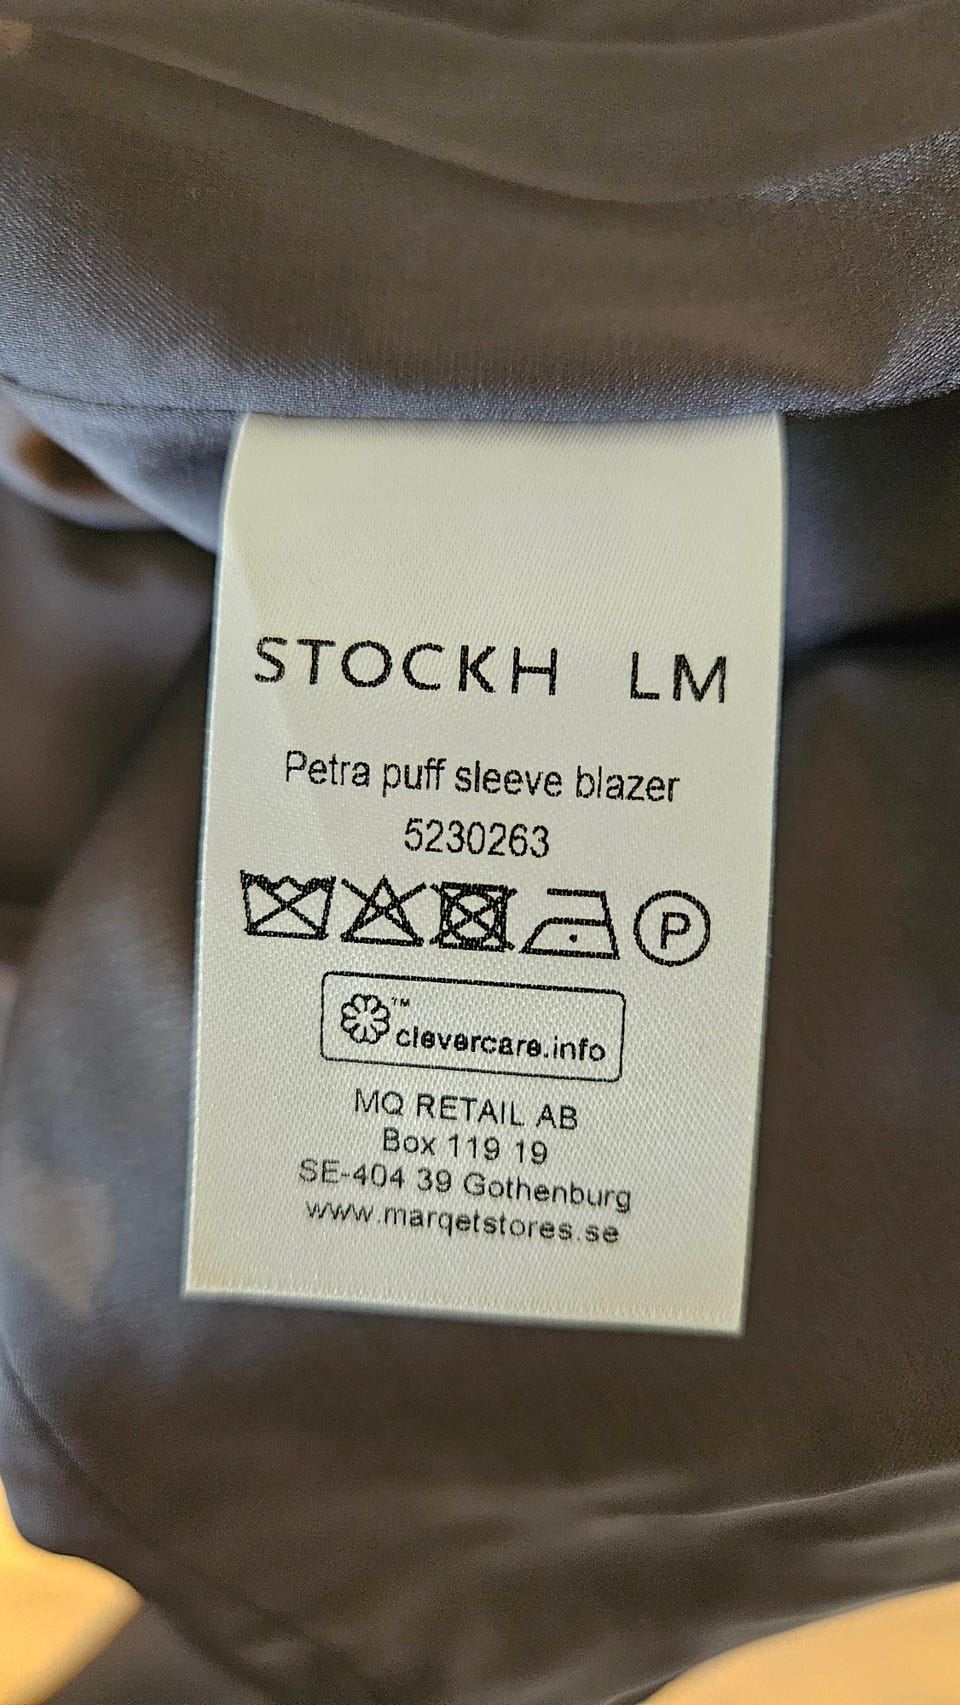 STOCKH LM
Petra puff sleeve blazer
5230263
P
™
clevercare.info
MQ RETAIL AB
Box 119 19
SE-404 39 Gothenburg
www.marqetstores.se